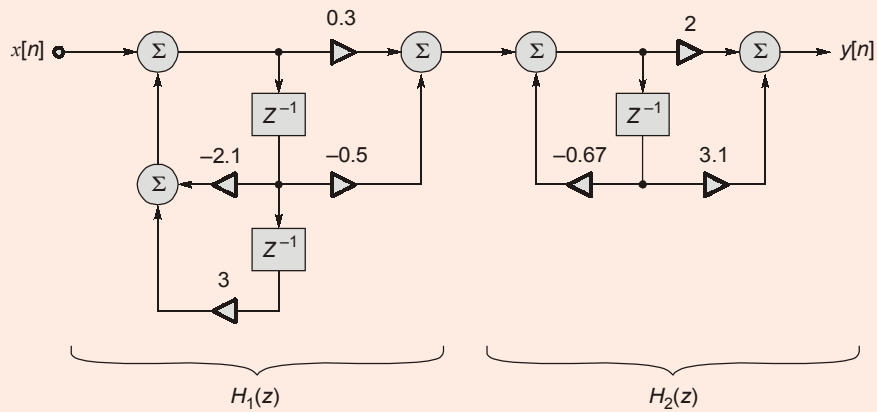 0.3
2
x[n]
Σ
Σ
Σ
Σ
y[n]
Z⁻¹
Z⁻¹
–2.1
–0.5
–0.67
3.1
Σ
Z⁻¹
3
H₁(z)
H₂(z)